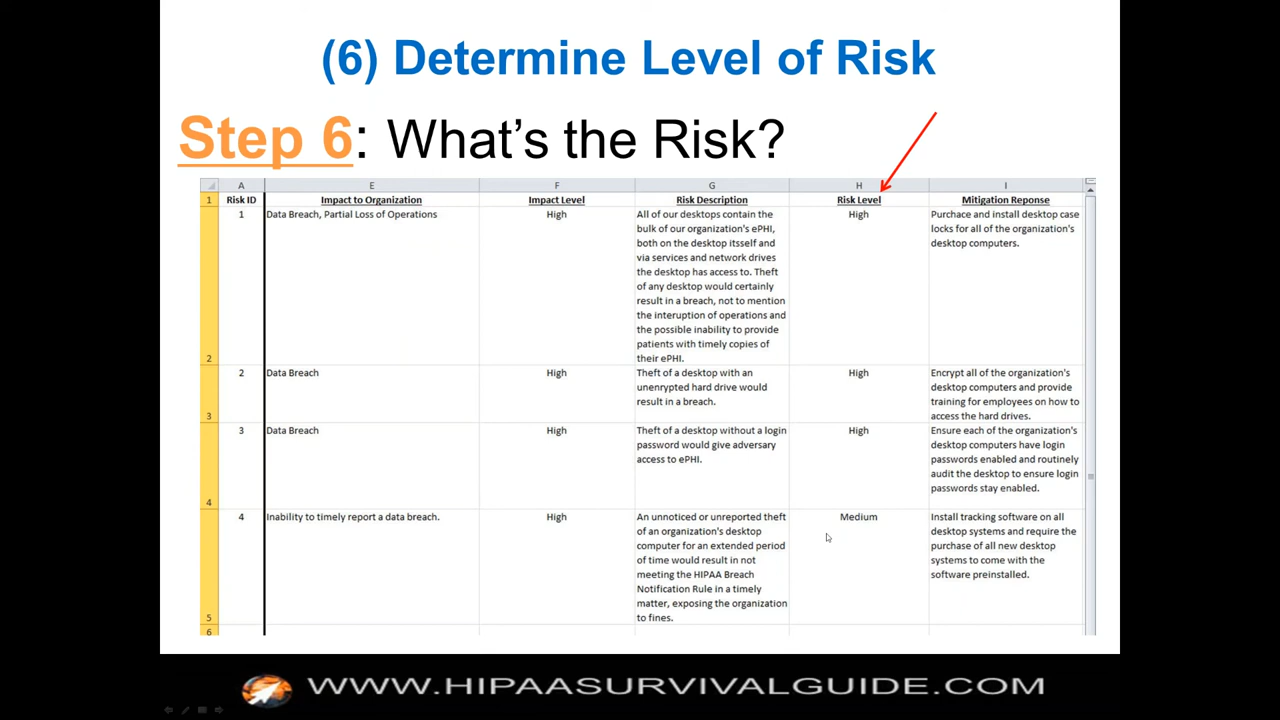 (6) Determine Level of Risk
Step 6: What's the Risk?
A E F G H I
1 Risk ID Impact to Organization Impact Level Risk Description Risk Level Mitigation Reponse
1 Data Breach, Partial Loss of Operations High All of our desktops contain the High Purchace and install desktop case
bulk of our organization's ePHI, locks for all of the organization's
both on the desktop itsself and desktop computers.
via services and network drives
the desktop has access to. Theft
of any desktop would certainly
result in a breach, not to mention
the interuption of operations and
the possible inability to provide
patients with timely copies of
2 their ePHI.
2 Data Breach High Theft of a desktop with an High Encrypt all of the organization's
unenrypted hard drive would desktop computers and provide
result in a breach. training for employees on how to
3 access the hard drives.
3 Data Breach High Theft of a desktop without a login High Ensure each of the organization's
password would give adversary desktop computers have login
access to ePHI. passwords enabled and routinely
audit the desktop to ensure login
passwords stay enabled.
4
4 Inability to timely report a data breach. High An unnoticed or unreported theft Medium Install tracking software on all
of an organization's desktop desktop systems and require the
computer for an extended period purchase of all new desktop
of time would result in not systems to come with the
meeting the HIPAA Breach software preinstalled.
Notification Rule in a timely
matter, exposing the organization
5 to fines.
6
WWW.HIPAASURVIVALGUIDE.COM